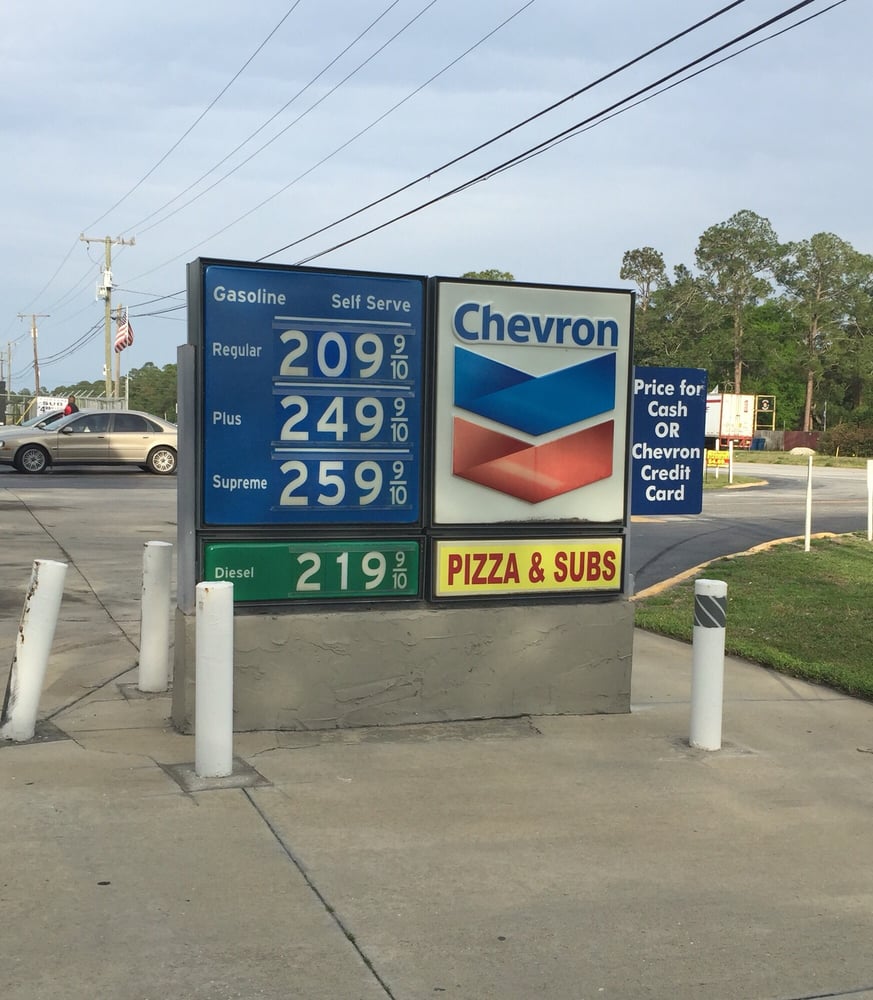 Gasoline Self Serve
Regular 209 9/10
Plus 249 9/10
Supreme 259 9/10
Diesel 219 9/10
Chevron
PIZZA & SUBS
Price for
Cash
OR
Chevron
Credit
Card